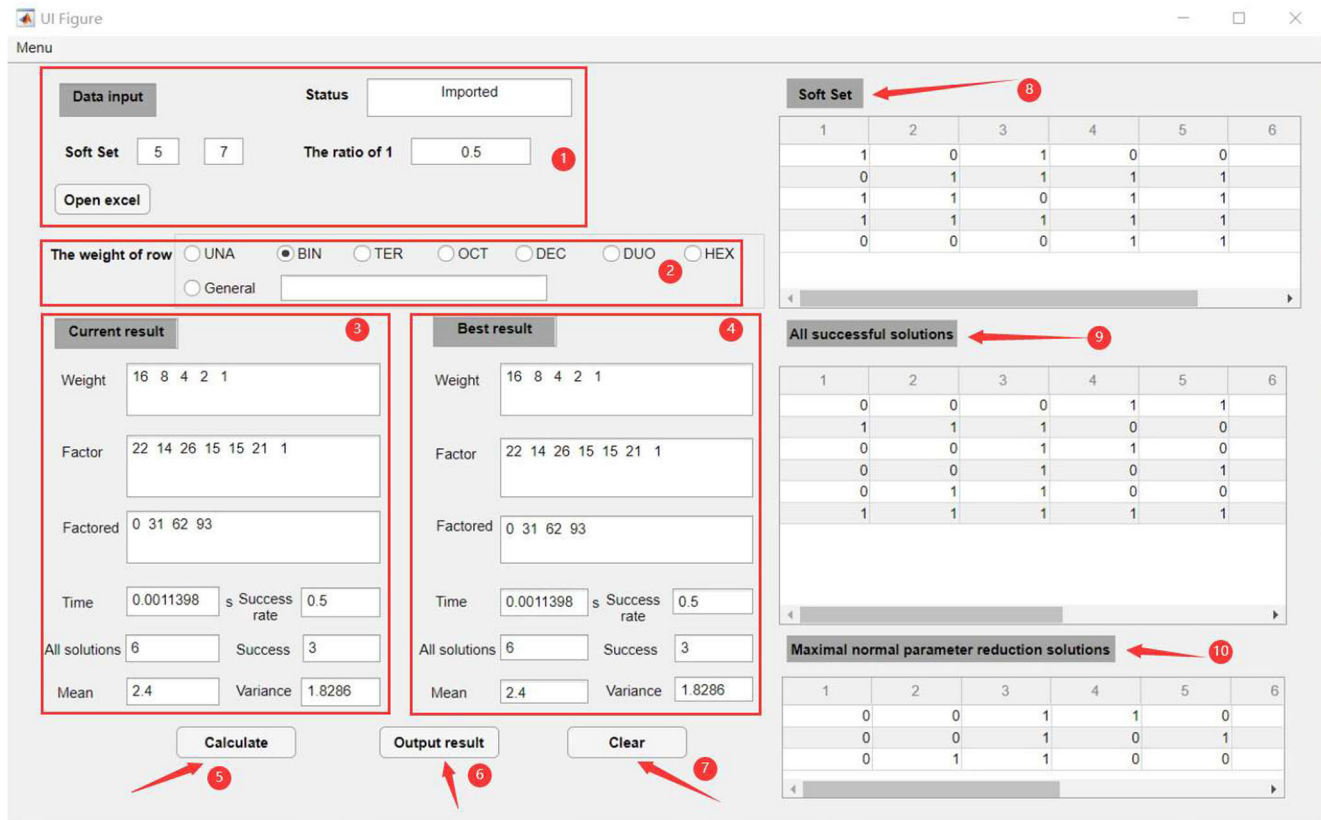 UI Figure
Menu
Data input
Status
Imported
Soft Set
5
7
The ratio of 1
0.5
1
Open excel
The weight of row
UNA
BIN
TER
OCT
DEC
DUO
HEX
2
General
Current result
3
Weight
16 8 4 2 1
Factor
22 14 26 15 15 21 1
Factored
0 31 62 93
Time
0.0011398
s
Success
rate
0.5
All solutions
6
Success
3
Mean
2.4
Variance
1.8286
Best result
4
Weight
16 8 4 2 1
Factor
22 14 26 15 15 21 1
Factored
0 31 62 93
Time
0.0011398
s
Success
rate
0.5
All solutions
6
Success
3
Mean
2.4
Variance
1.8286
Calculate
5
Output result
6
Clear
7
Soft Set
8
1 2 3 4 5 6
1 0 1 0 0
0 1 1 1 1
1 1 0 1 1
1 1 1 1 1
0 0 0 1 1
All successful solutions
9
1 2 3 4 5 6
0 0 0 1 1
1 1 1 0 0
0 0 1 1 0
0 0 1 0 1
0 1 1 0 0
1 1 1 1 1
Maximal normal parameter reduction solutions
10
1 2 3 4 5 6
0 0 1 1 0
0 0 1 0 1
0 1 1 0 0